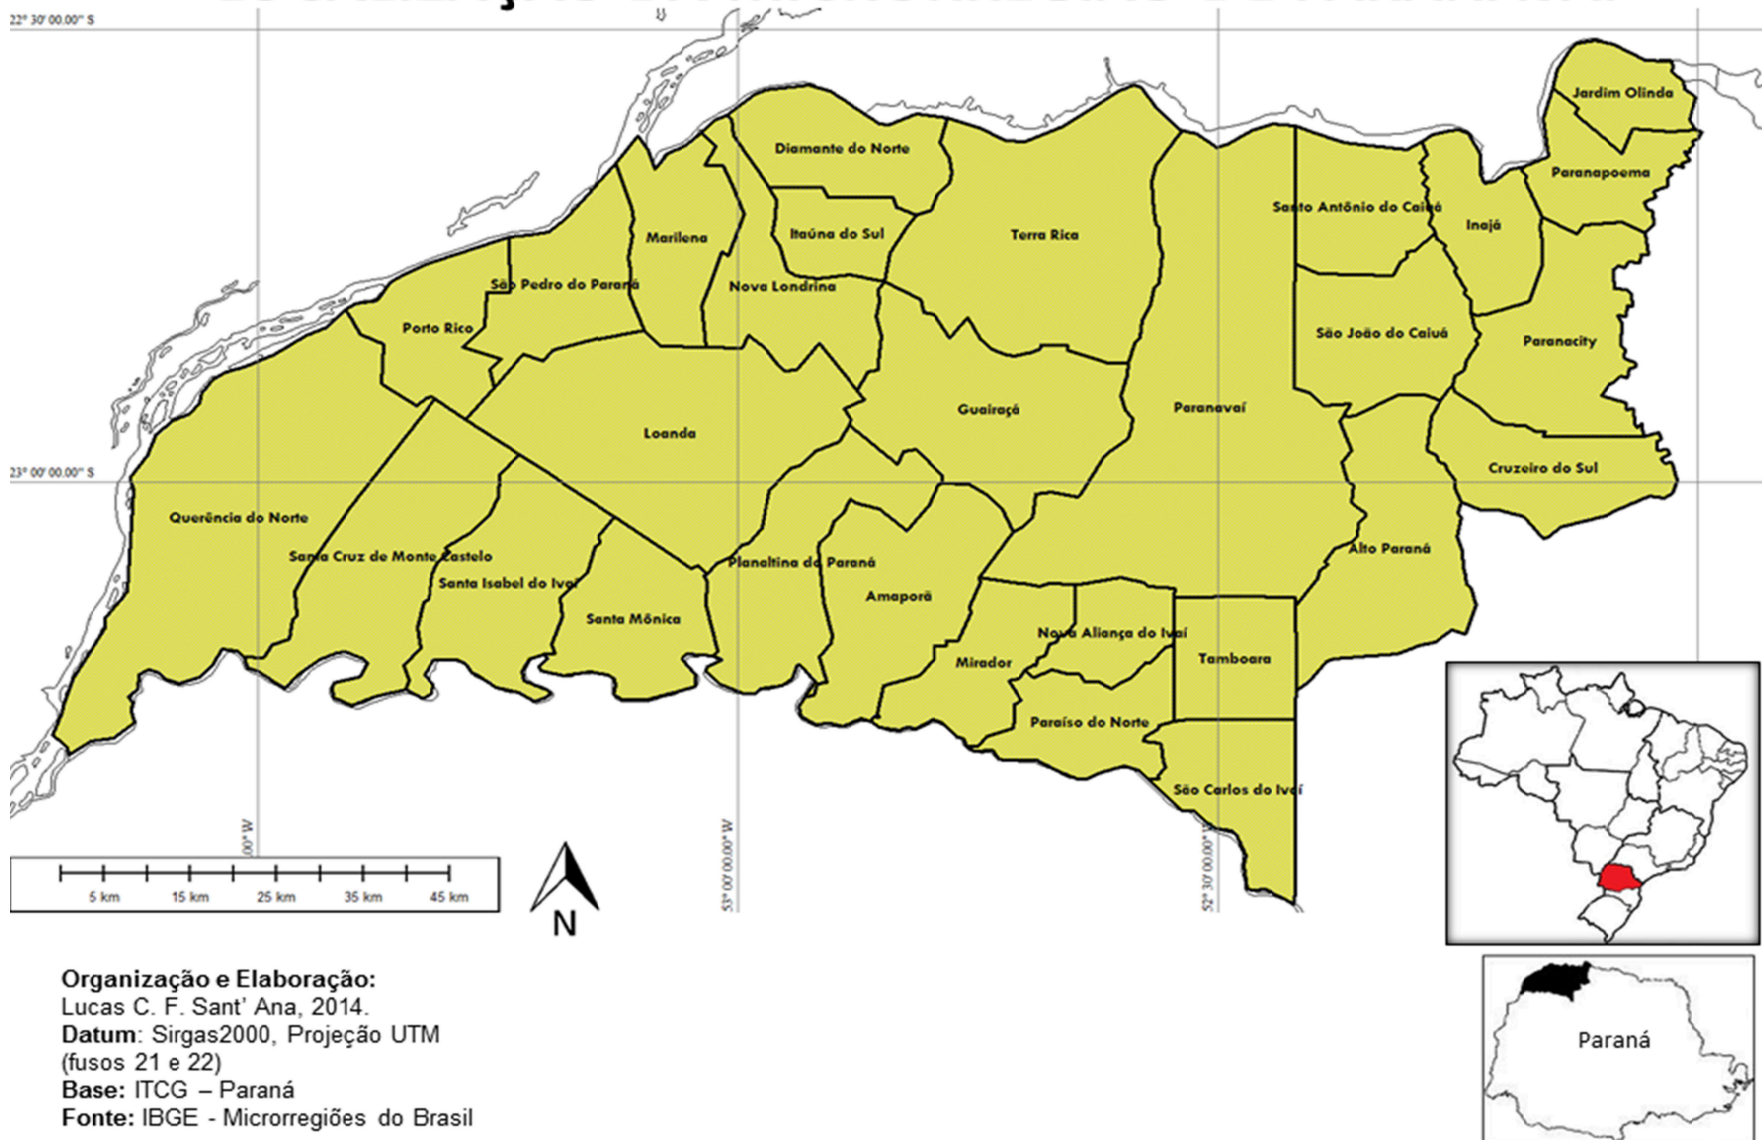 22° 30' 00.00" S
Jardim Olinda
Diamante do Norte
Paranapoema
Santo Antônio do Caiuá
Inajá
Itaúna do Sul
Terra Rica
Marilena
São Pedro do Paraná
Nova Londrina
Porto Rico
São João do Caiuá
Paranacity
Guairaçá
Paranavaí
Loanda
23° 00' 00.00" S
Cruzeiro do Sul
Querência do Norte
Santa Cruz de Monte Castelo
Planaltina do Paraná
Alto Paraná
Santa Isabel do Ivaí
Amaporã
Santa Mônica
Nova Aliança do Ivaí
Mirador
Tamboara
Paraíso do Norte
São Carlos do Ivaí
00" W
53° 00' 00.00" W
52° 30' 00.00" W
5 km 15 km 25 km 35 km 45 km
N
Organização e Elaboração:
Lucas C. F. Sant' Ana, 2014.
Datum: Sirgas2000, Projeção UTM
(fusos 21 e 22)
Base: ITCG – Paraná
Fonte: IBGE - Microrregiões do Brasil
Paraná